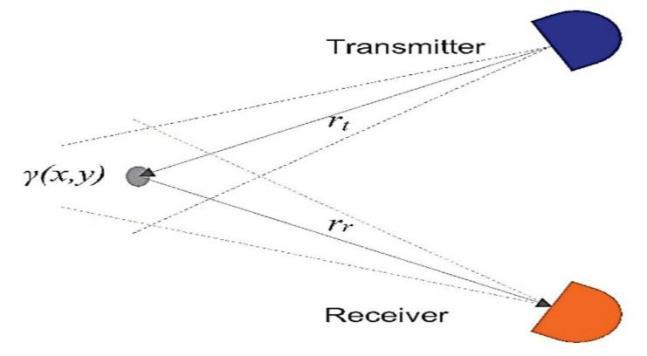 Transmitter
r_t
γ(x,y)
r_r
Receiver